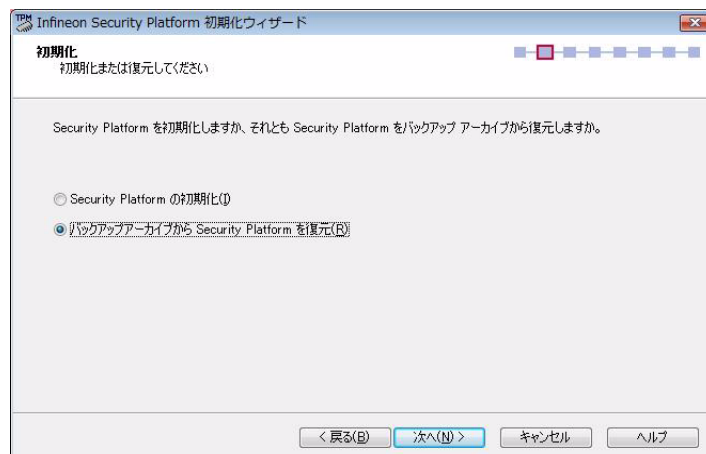 TPM
Infineon Security Platform 初期化ウィザード
初期化
初期化または復元してください
Security Platform を初期化しますか、それとも Security Platform をバックアップ アーカイブから復元しますか。
Security Platform の初期化(I)
バックアップアーカイブから Security Platform を復元(R)
< 戻る(B)
次へ(N) >
キャンセル
ヘルプ